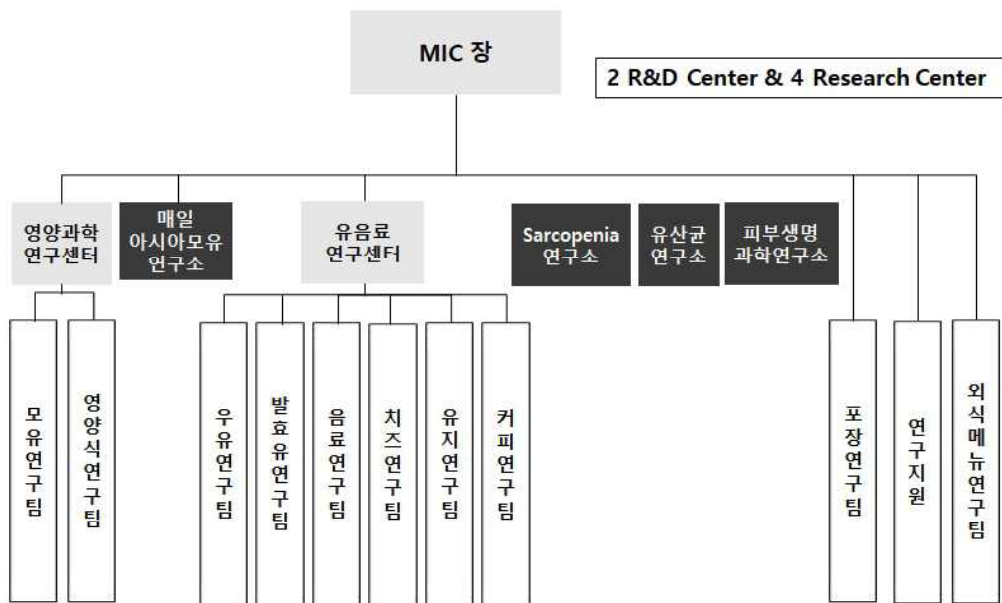 MIC 장
2 R&D Center & 4 Research Center
영양과학
연구센터
매일
아시아모유
연구소
유음료
연구센터
Sarcopenia
연구소
유산균
연구소
피부생명
과학연구소
모유연구팀
영양식연구팀
우유연구팀
발효유연구팀
음료연구팀
치즈연구팀
유지연구팀
커피연구팀
포장연구팀
연구지원
외식메뉴연구팀